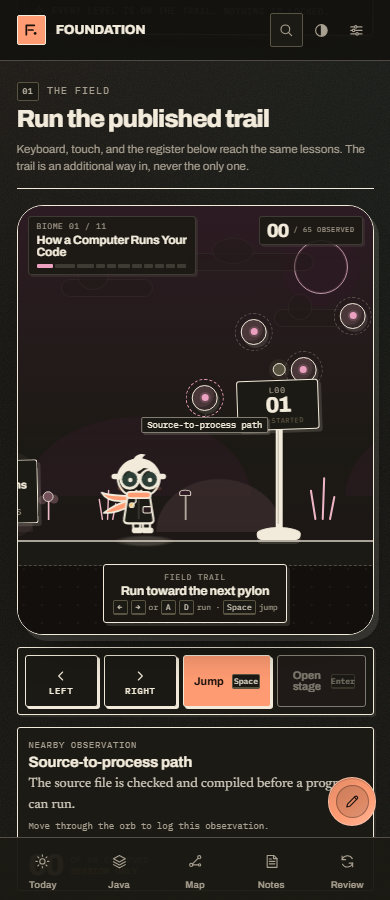 F.
FOUNDATION
01 THE FIELD
Run the published trail
Keyboard, touch, and the register below reach the same lessons. The
trail is an additional way in, never the only one.
BIOME 01 / 11
How a Computer Runs Your
Code
00 / 65 OBSERVED
L00
01
STARTED
Source-to-process path
FIELD TRAIL
Run toward the next pylon
← → or A D run · Space jump
LEFT
RIGHT
Jump Space
Open
stage
Enter
NEARBY OBSERVATION
Source-to-process path
The source file is checked and compiled before a
can run.
Move through the orb to log this observation.
Today
Java
Map
Notes
Review